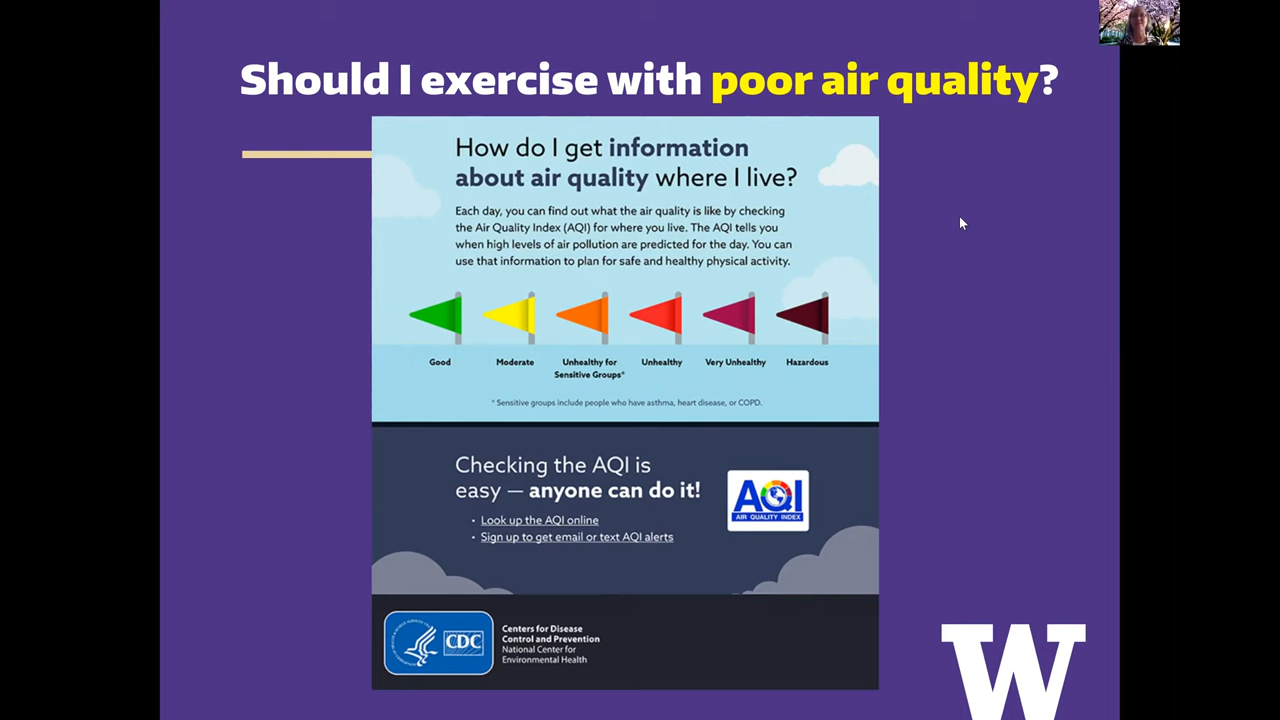 Should I exercise with poor air quality?
How do I get information
about air quality where I live?
Each day, you can find out what the air quality is like by checking
the Air Quality Index (AQI) for where you live. The AQI tells you
when high levels of air pollution are predicted for the day. You can
use that information to plan for safe and healthy physical activity.
Good
Moderate
Unhealthy for
Sensitive Groups*
Unhealthy
Very Unhealthy
Hazardous
* Sensitive groups include people who have asthma, heart disease, or COPD.
Checking the AQI is
easy — anyone can do it!
• Look up the AQI online
• Sign up to get email or text AQI alerts
AQI
AIR QUALITY INDEX
CDC
Centers for Disease
Control and Prevention
National Center for
Environmental Health
W